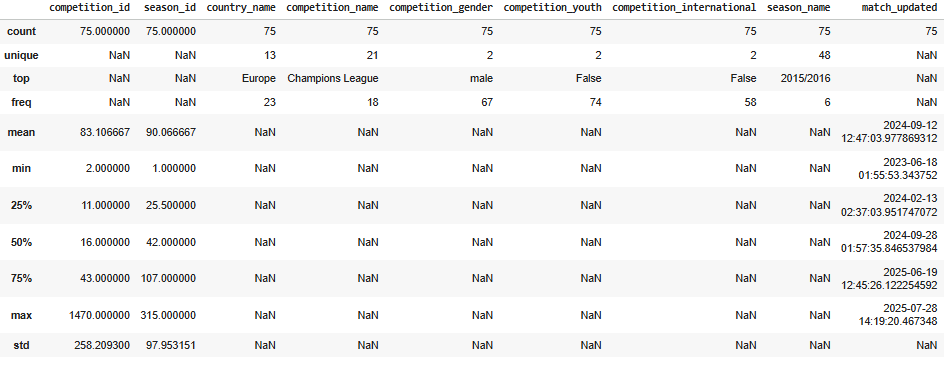 competition_id season_id country_name competition_name competition_gender competition_youth competition_international season_name match_updated
count 75.000000 75.000000 75 75 75 75 75 75 75
unique NaN NaN 13 21 2 2 2 48 NaN
top NaN NaN Europe Champions League male False False 2015/2016 NaN
freq NaN NaN 23 18 67 74 58 6 NaN
mean 83.106667 90.066667 NaN NaN NaN NaN NaN NaN 2024-09-12
12:47:03.977869312
min 2.000000 1.000000 NaN NaN NaN NaN NaN NaN 2023-06-18
01:55:53.343752
25% 11.000000 25.500000 NaN NaN NaN NaN NaN NaN 2024-02-13
02:37:03.951747072
50% 16.000000 42.000000 NaN NaN NaN NaN NaN NaN 2024-09-28
01:57:35.846537984
75% 43.000000 107.000000 NaN NaN NaN NaN NaN NaN 2025-06-19
12:45:26.122254592
max 1470.000000 315.000000 NaN NaN NaN NaN NaN NaN 2025-07-28
14:19:20.467348
std 258.209300 97.953151 NaN NaN NaN NaN NaN NaN NaN